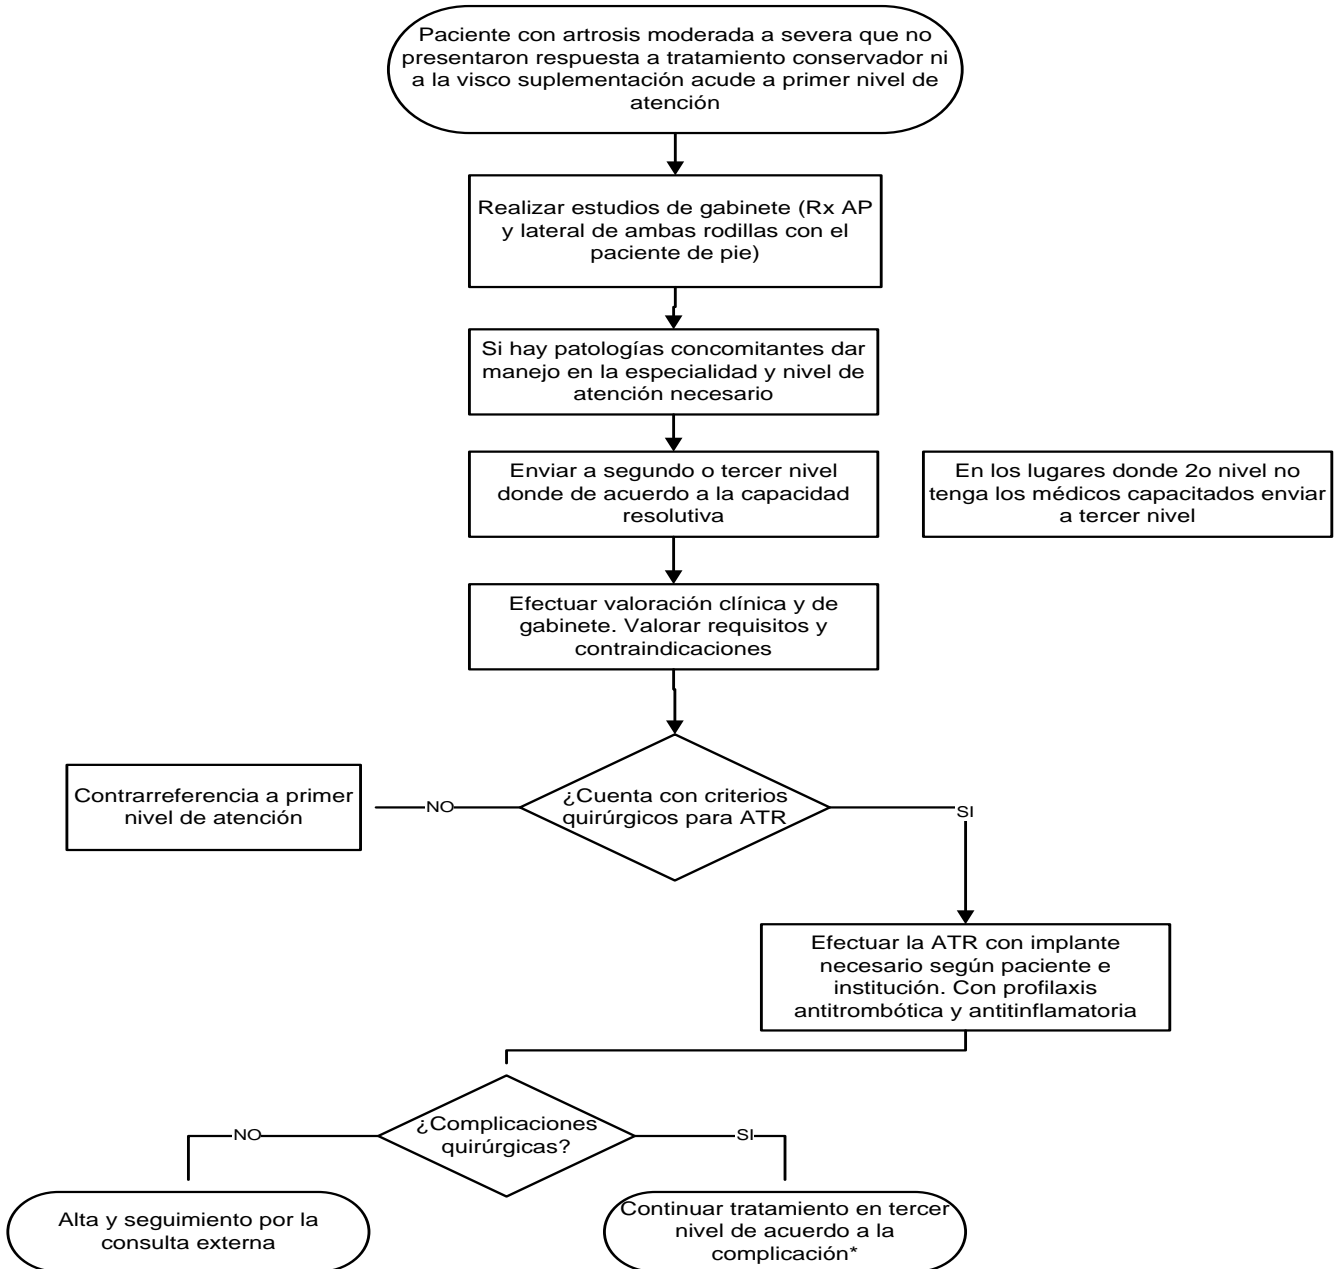 Paciente con artrosis moderada a severa que no
presentaron respuesta a tratamiento conservador ni
a la visco suplementación acude a primer nivel de
atención
Realizar estudios de gabinete (Rx AP
y lateral de ambas rodillas con el
paciente de pie)
Si hay patologías concomitantes dar
manejo en la especialidad y nivel de
atención necesario
Enviar a segundo o tercer nivel
donde de acuerdo a la capacidad
resolutiva
En los lugares donde 2o nivel no
tenga los médicos capacitados enviar
a tercer nivel
Efectuar valoración clínica y de
gabinete. Valorar requisitos y
contraindicaciones
¿Cuenta con criterios
quirúrgicos para ATR
NO
Contrarreferencia a primer
nivel de atención
SI
Efectuar la ATR con implante
necesario según paciente e
institución. Con profilaxis
antitrombótica y antitinflamatoria
¿Complicaciones
quirúrgicas?
NO
SI
Alta y seguimiento por la
consulta externa
Continuar tratamiento en tercer
nivel de acuerdo a la
complicación*